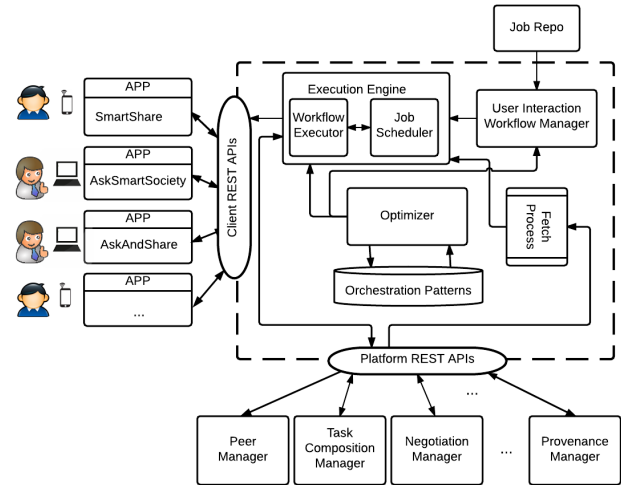 Job Repo
APP
SmartShare
APP
AskSmartSociety
APP
AskAndShare
APP
...
Client REST APIs
Execution Engine
Workflow
Executor
Job
Scheduler
User Interaction
Workflow Manager
Optimizer
Fetch
Process
Orchestration Patterns
Platform REST APIs
...
Peer
Manager
Task
Composition
Manager
Negotiation
Manager
...
Provenance
Manager